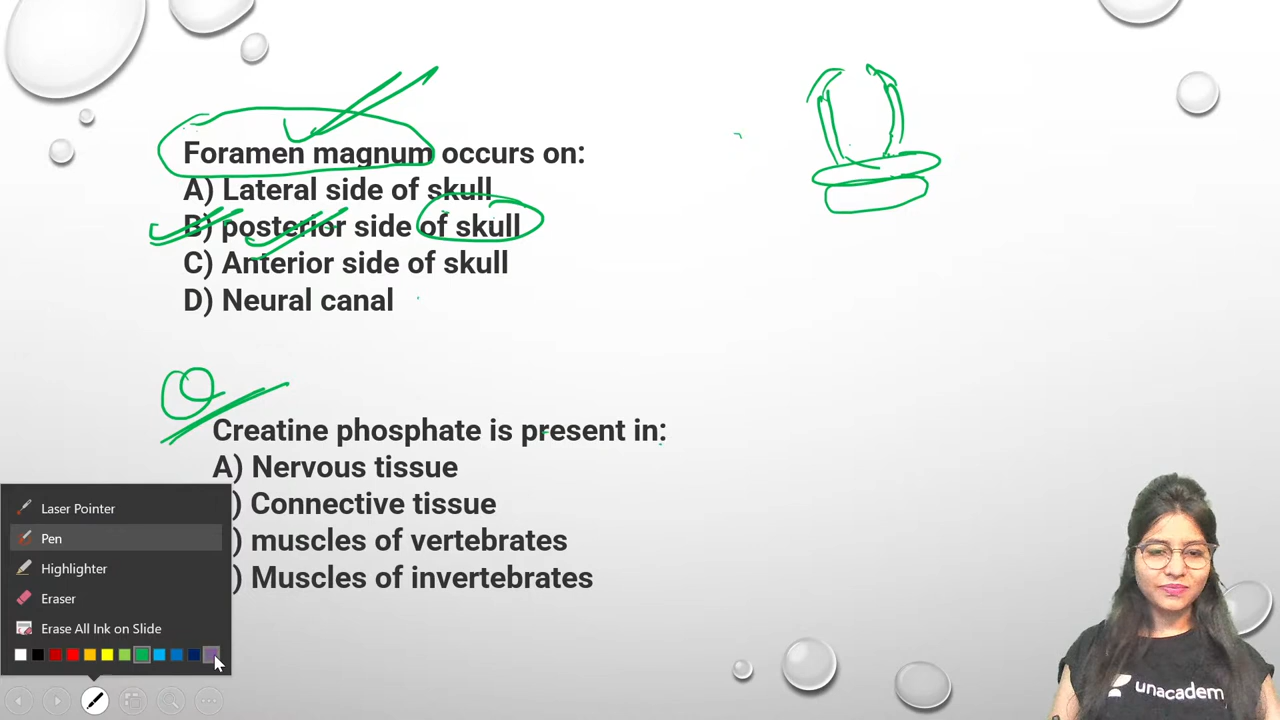 Foramen magnum occurs on:
A) Lateral side of skull
B) posterior side of skull
C) Anterior side of skull
D) Neural canal
Creatine phosphate is present in:
A) Nervous tissue
) Connective tissue
) muscles of vertebrates
) Muscles of invertebrates
Laser Pointer
Pen
Highlighter
Eraser
Erase All Ink on Slide
unacadem